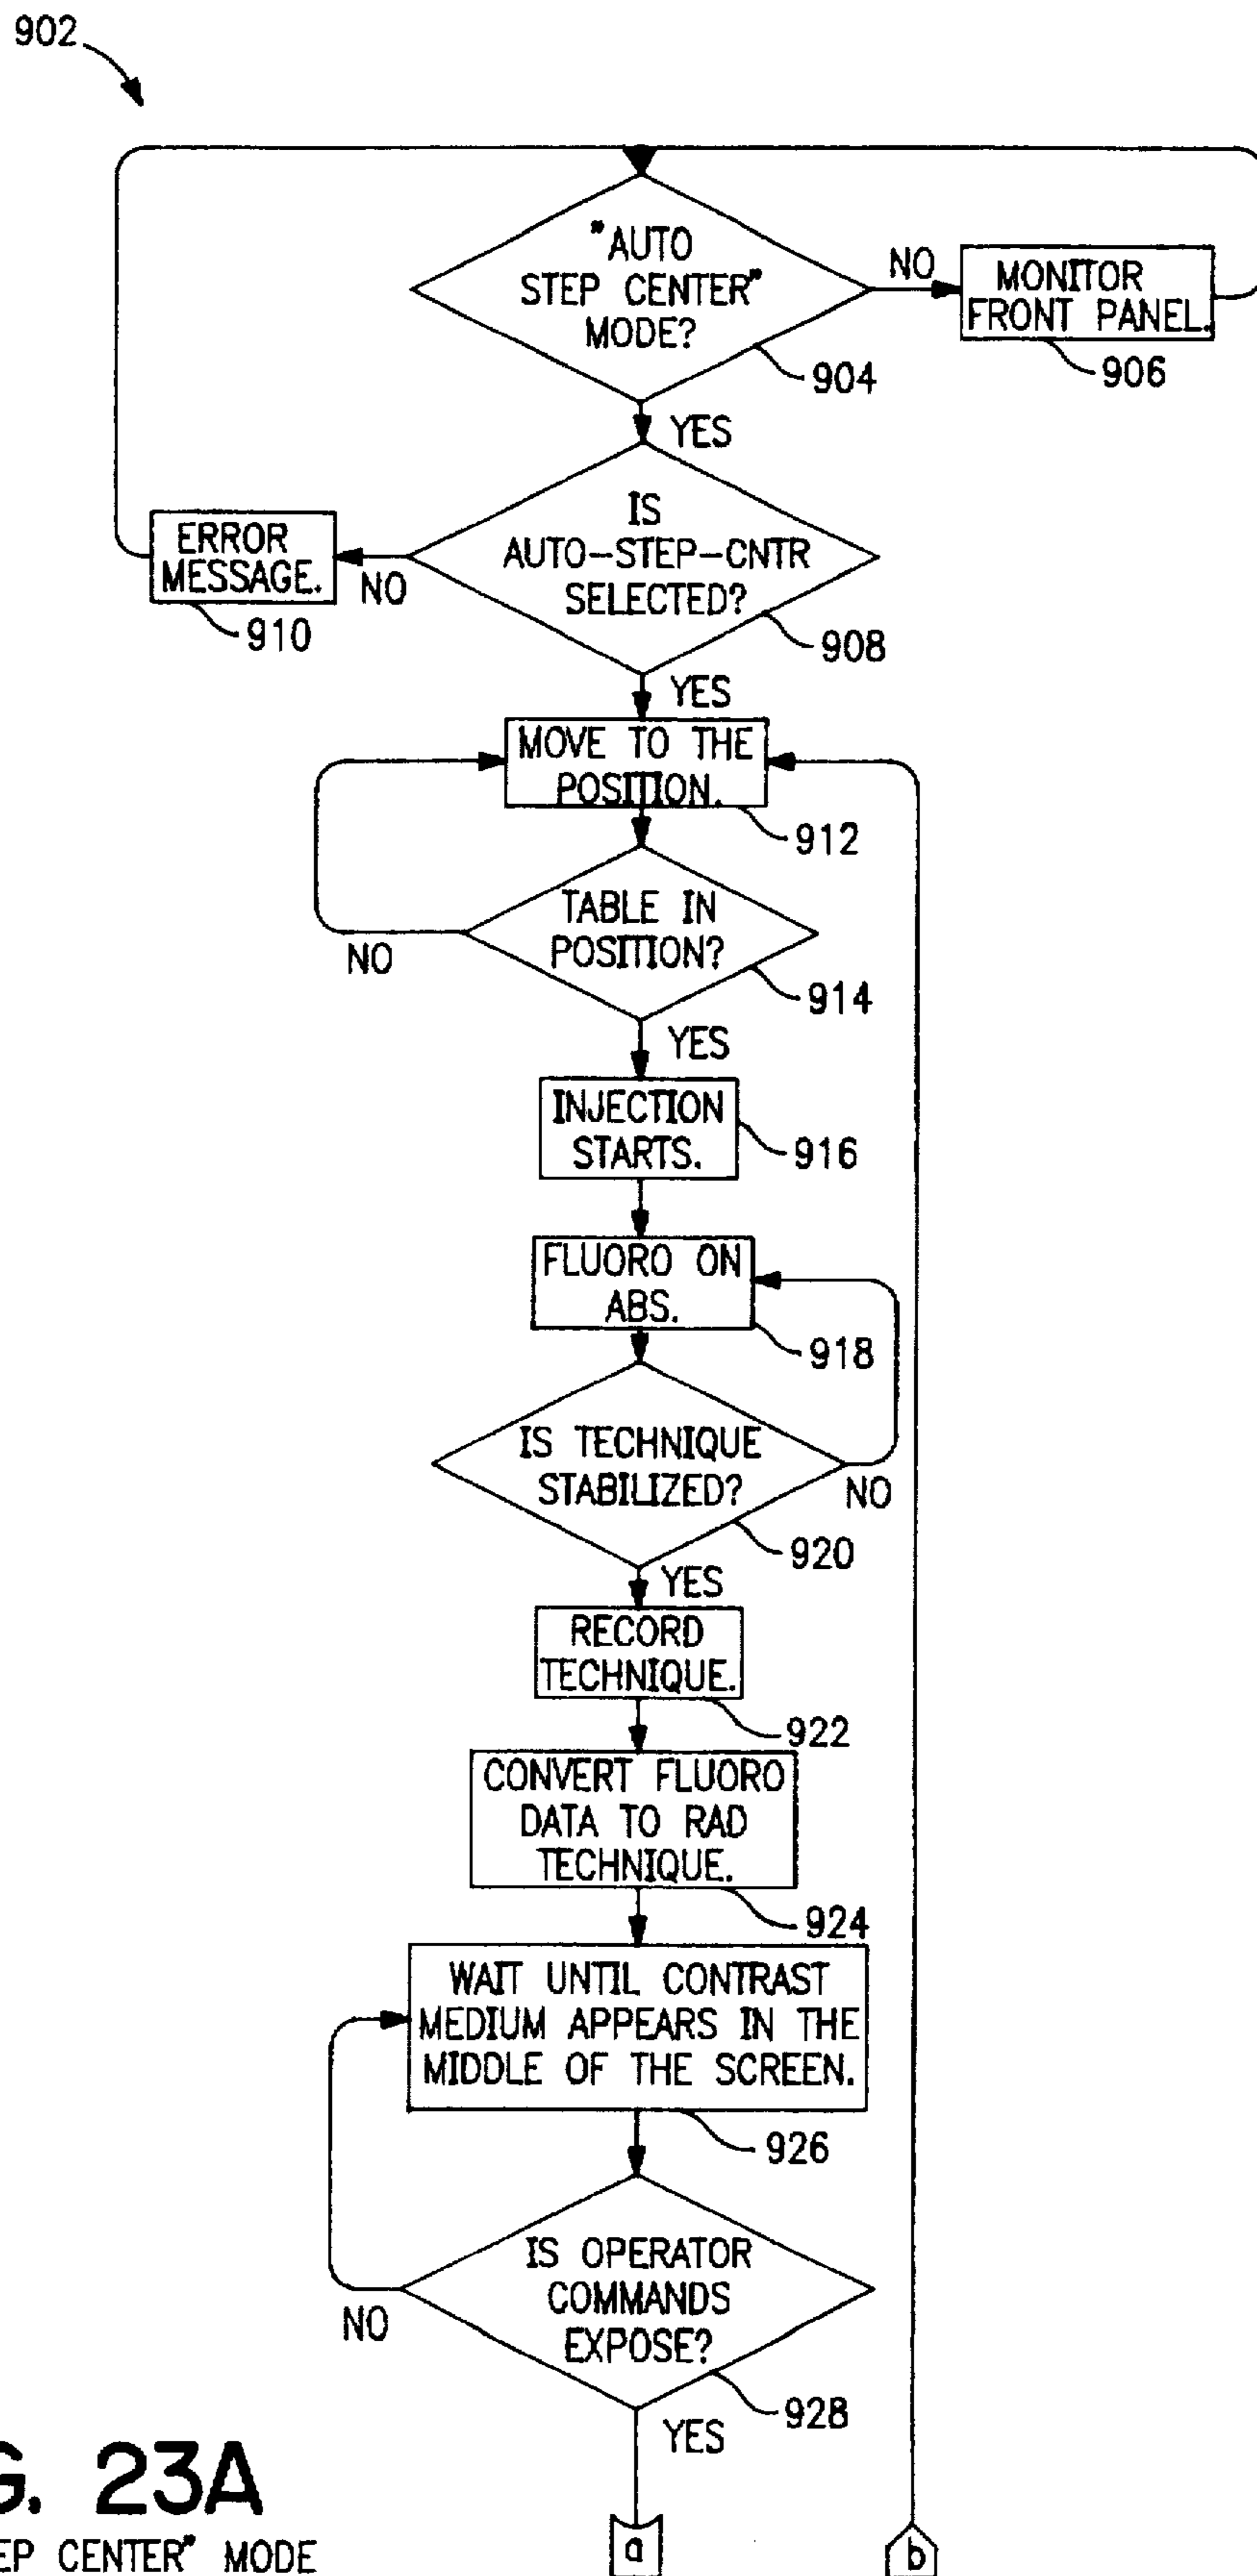 902
"AUTO
STEP CENTER"
MODE?
904
NO
MONITOR
FRONT PANEL.
906
YES
IS
AUTO-STEP-CNTR
SELECTED?
908
NO
ERROR
MESSAGE.
910
YES
MOVE TO THE
POSITION.
912
TABLE IN
POSITION?
914
NO
YES
INJECTION
STARTS.
916
FLUORO ON
ABS.
918
IS TECHNIQUE
STABILIZED?
920
NO
YES
RECORD
TECHNIQUE.
922
CONVERT FLUORO
DATA TO RAD
TECHNIQUE.
924
WAIT UNTIL CONTRAST
MEDIUM APPEARS IN THE
MIDDLE OF THE SCREEN.
926
IS OPERATOR
COMMANDS
EXPOSE?
928
NO
YES
G. 23A
EP CENTER" MODE
a
b